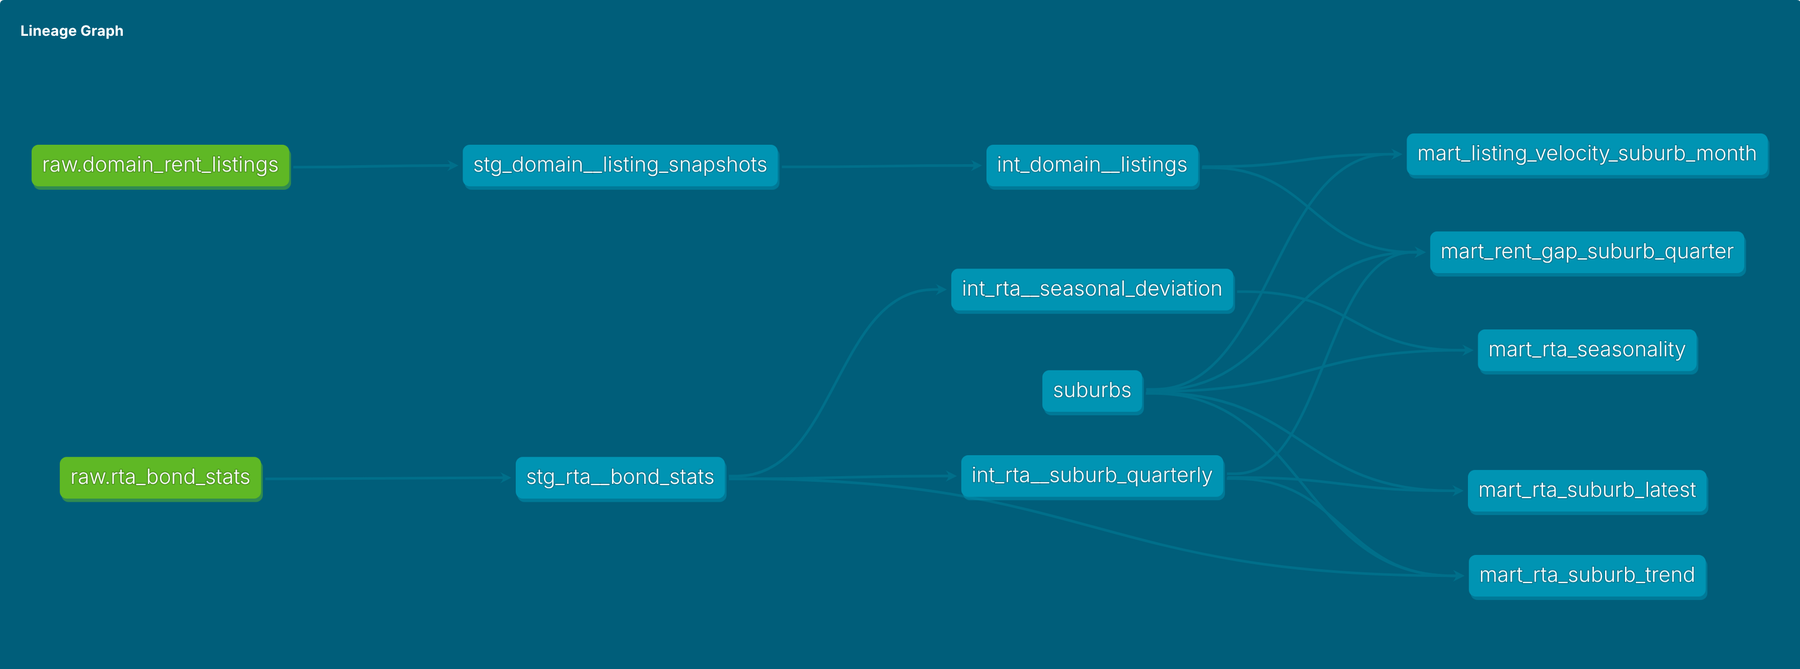 Lineage Graph
raw.domain_rent_listings
stg_domain__listing_snapshots
int_domain__listings
mart_listing_velocity_suburb_month
mart_rent_gap_suburb_quarter
int_rta__seasonal_deviation
mart_rta_seasonality
suburbs
raw.rta_bond_stats
stg_rta__bond_stats
int_rta__suburb_quarterly
mart_rta_suburb_latest
mart_rta_suburb_trend